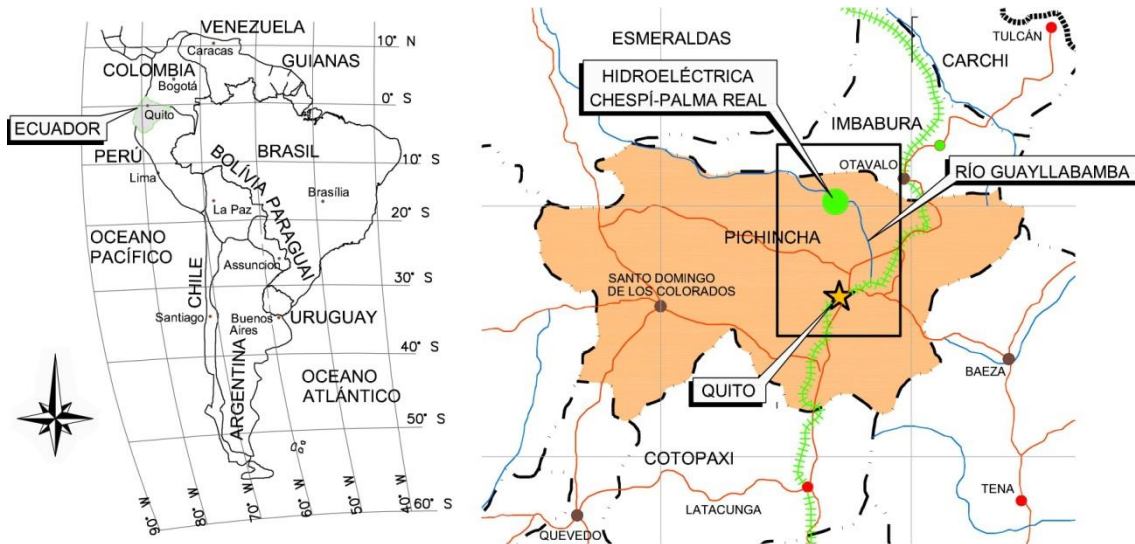 VENEZUELA
Caracas
10° N
GUIANAS
COLOMBIA
Bogotá
0° S
Quito
ECUADOR
PERÚ
BRASIL
10° S
Lima
BOLÍVIA
Brasília
La Paz
PARAGUAI
20° S
OCEANO
PACÍFICO
Assuncion
CHILE
30° S
Santiago
Buenos
Aires
URUGUAY
40° S
ARGENTINA
OCEANO
ATLÁNTICO
50° S
60° S
90° W
80° W
70° W
60° W
50° W
40° W
ESMERALDAS
TULCÁN
CARCHI
HIDROELÉCTRICA
CHESPÍ-PALMA REAL
IMBABURA
OTAVALO
RÍO GUAYLLABAMBA
PICHINCHA
SANTO DOMINGO
DE LOS COLORADOS
BAEZA
QUITO
COTOPAXI
TENA
LATACUNGA
QUEVEDO